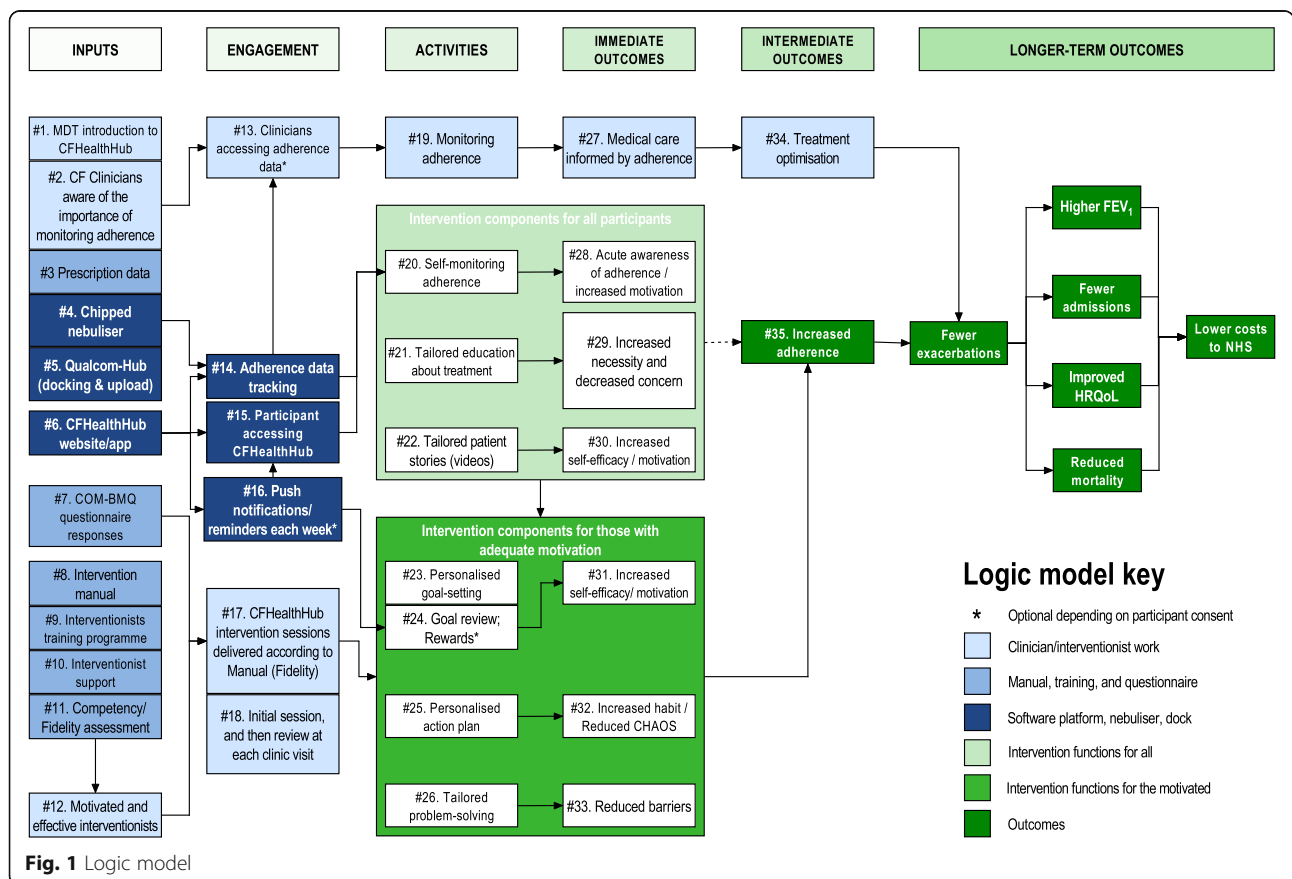 INPUTS
ENGAGEMENT
ACTIVITIES
IMMEDIATE
OUTCOMES
INTERMEDIATE
OUTCOMES
LONGER-TERM OUTCOMES
#1. MDT introduction to
CFHealthHub
#2. CF Clinicians
aware of the
importance of
monitoring adherence
#3 Prescription data
#4. Chipped
nebuliser
#5. Qualcom-Hub
(docking & upload)
#6. CFHealthHub
website/app
#7. COM-BMQ
questionnaire
responses
#8. Intervention
manual
#9. Interventionists
training programme
#10. Interventionist
support
#11. Competency/
Fidelity assessment
#12. Motivated and
effective interventionists
#13. Clinicians
accessing adherence
data*
#14. Adherence data
tracking
#15. Participant
accessing
CFHealthHub
#16. Push
notifications/
reminders each week*
#17. CFHealthHub
intervention sessions
delivered according to
Manual (Fidelity)
#18. Initial session,
and then review at
each clinic visit
#19. Monitoring
adherence
#27. Medical care
informed by adherence
#34. Treatment
optimisation
Intervention components for all participants
#20. Self-monitoring
adherence
#28. Acute awareness
of adherence /
increased motivation
#21. Tailored education
about treatment
#29. Increased
necessity and
decreased concern
#22. Tailored patient
stories (videos)
#30. Increased
self-efficacy / motivation
Intervention components for those with
adequate motivation
#23. Personalised
goal-setting
#24. Goal review;
Rewards*
#31. Increased
self-efficacy/ motivation
#25. Personalised
action plan
#32. Increased habit /
Reduced CHAOS
#26. Tailored
problem-solving
#33. Reduced barriers
#35. Increased
adherence
Fewer
exacerbations
Higher FEV1
Fewer
admissions
Improved
HRQoL
Reduced
mortality
Lower costs
to NHS
Logic model key
* Optional depending on participant consent
Clinician/interventionist work
Manual, training, and questionnaire
Software platform, nebuliser, dock
Intervention functions for all
Intervention functions for the motivated
Outcomes
Fig. 1 Logic model